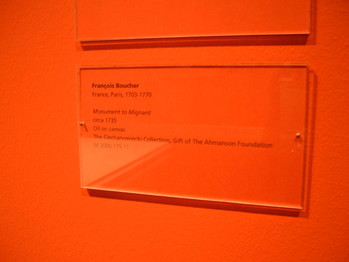 François Boucher
France, Paris, 1703-1770
Monument to Mignard
circa 1735
Oil on canvas
The Ciechanowiecki Collection, Gift of The Ahmanson Foundation